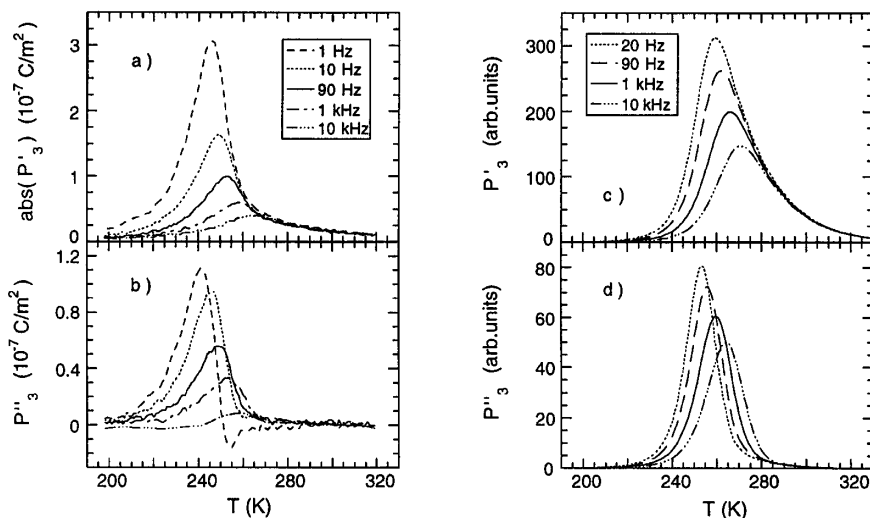 a )
abs( P'₃ ) (10⁻⁷ C/m²)
3
2
1
0
1 Hz
10 Hz
90 Hz
1 kHz
10 kHz
b )
P''₃ (10⁻⁷ C/m²)
1.2
0.8
0.4
0
200 240 280 320
T (K)
c )
P'₃ (arb.units)
300
200
100
0
20 Hz
90 Hz
1 kHz
10 kHz
d )
P''₃ (arb.units)
80
60
40
20
0
200 240 280 320
T (K)